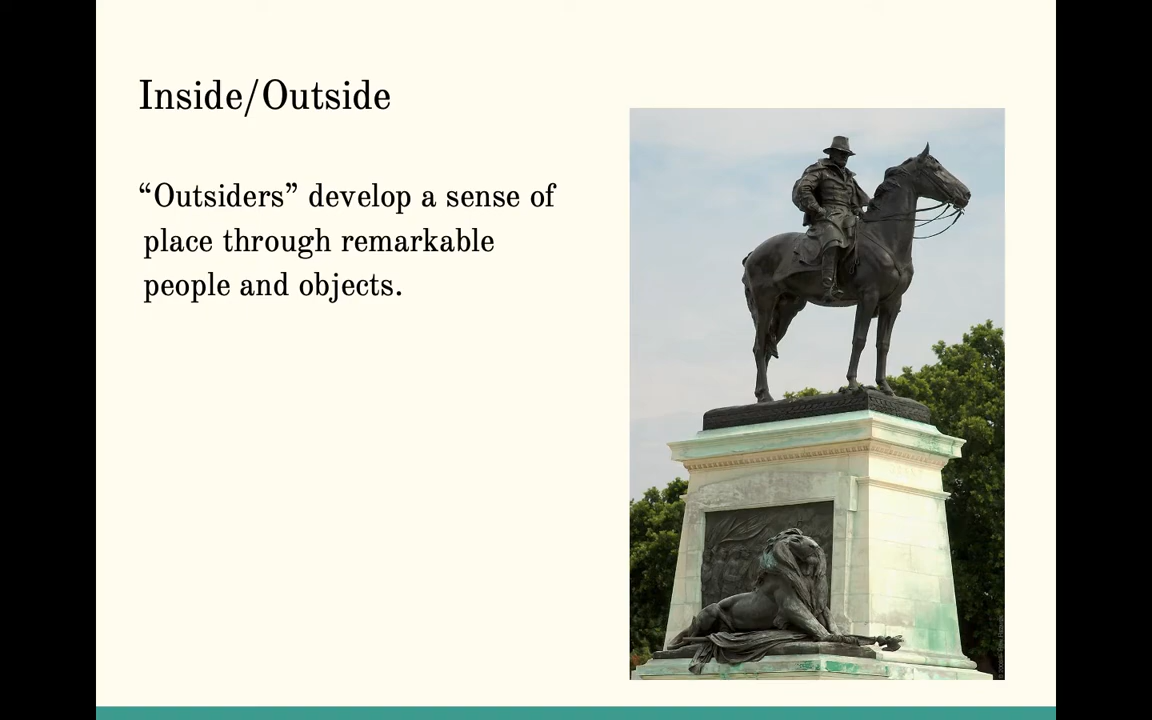 Inside/Outside
“Outsiders” develop a sense of
place through remarkable
people and objects.